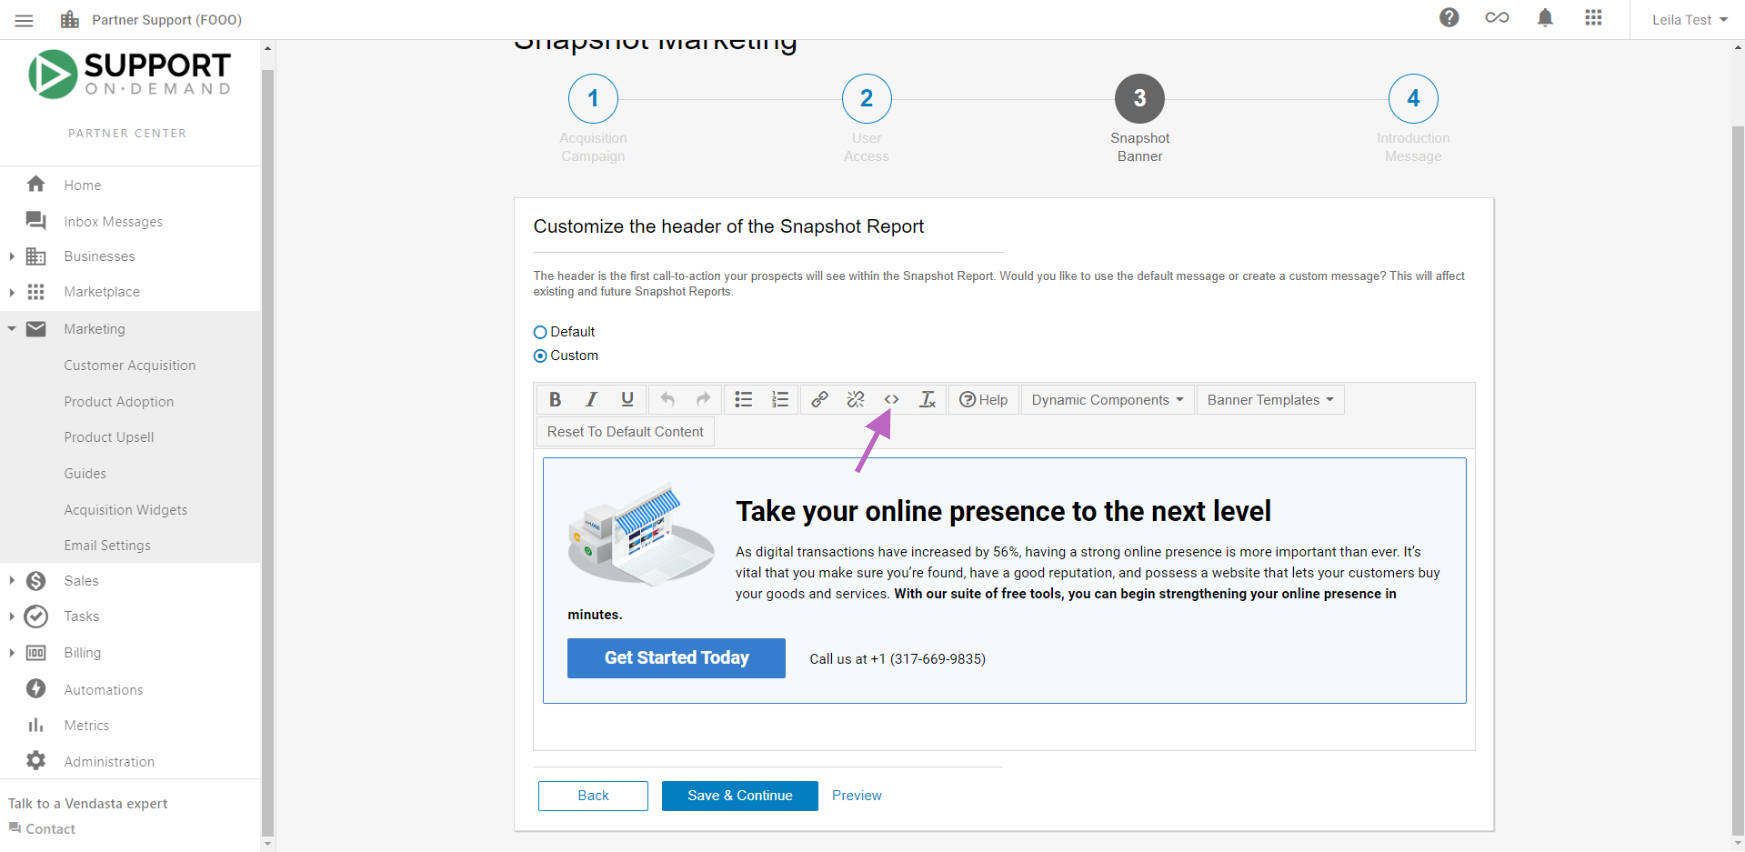 Partner Support (FOOO)
Leila Test
SUPPORT
ON·DEMAND
PARTNER CENTER
Home
Inbox Messages
Businesses
Marketplace
Marketing
Customer Acquisition
Product Adoption
Product Upsell
Guides
Acquisition Widgets
Email Settings
Sales
Tasks
Billing
Automations
Metrics
Administration
Talk to a Vendasta expert
Contact
Snapshot Marketing
1
2
3
4
Acquisition
Campaign
User
Access
Snapshot
Banner
Introduction
Message
Customize the header of the Snapshot Report
The header is the first call-to-action your prospects will see within the Snapshot Report. Would you like to use the default message or create a custom message? This will affect
existing and future Snapshot Reports.
Default
Custom
B I U Help Dynamic Components Banner Templates
Reset To Default Content
Take your online presence to the next level
As digital transactions have increased by 56%, having a strong online presence is more important than ever. It’s
vital that you make sure you’re found, have a good reputation, and possess a website that lets your customers buy
your goods and services. With our suite of free tools, you can begin strengthening your online presence in
minutes.
Get Started Today
Call us at +1 (317-669-9835)
Back
Save & Continue
Preview